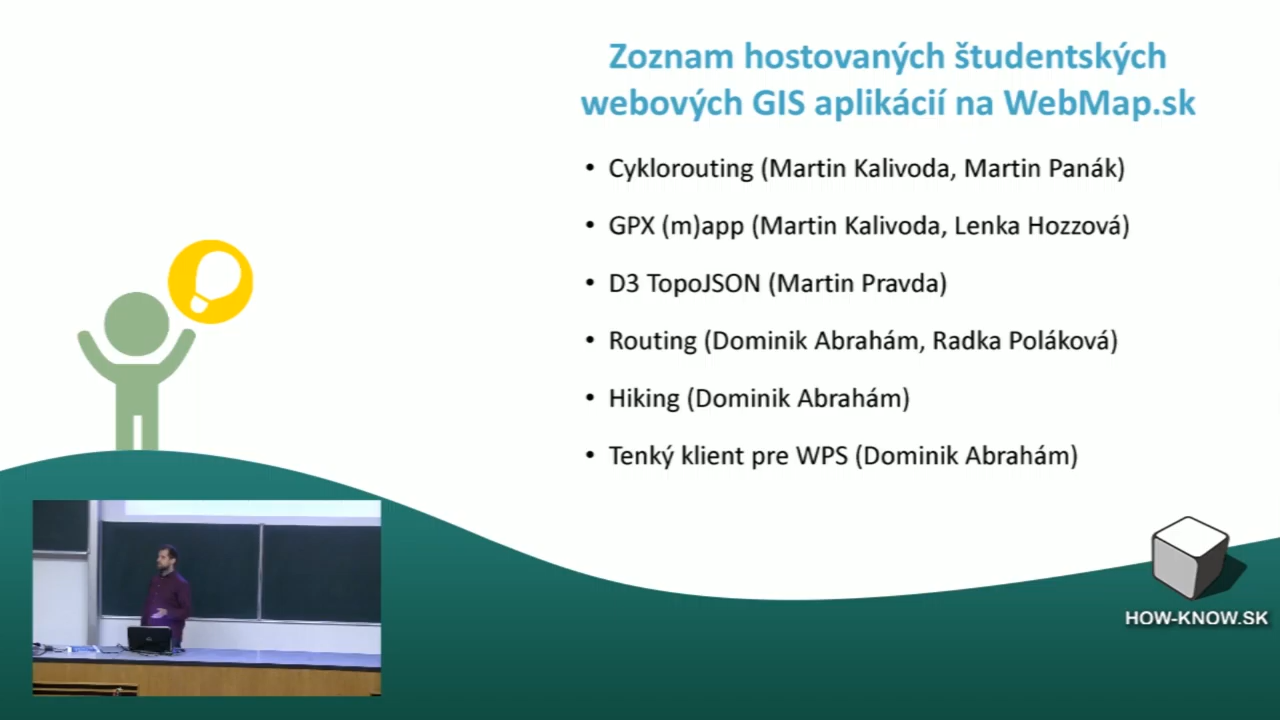 Zoznam hostovaných študentských
webových GIS aplikácií na WebMap.sk
• Cyklorouting (Martin Kalivoda, Martin Panák)
• GPX (m)app (Martin Kalivoda, Lenka Hozzová)
• D3 TopoJSON (Martin Pravda)
• Routing (Dominik Abrahám, Radka Poláková)
• Hiking (Dominik Abrahám)
• Tenký klient pre WPS (Dominik Abrahám)
HOW-KNOW.SK